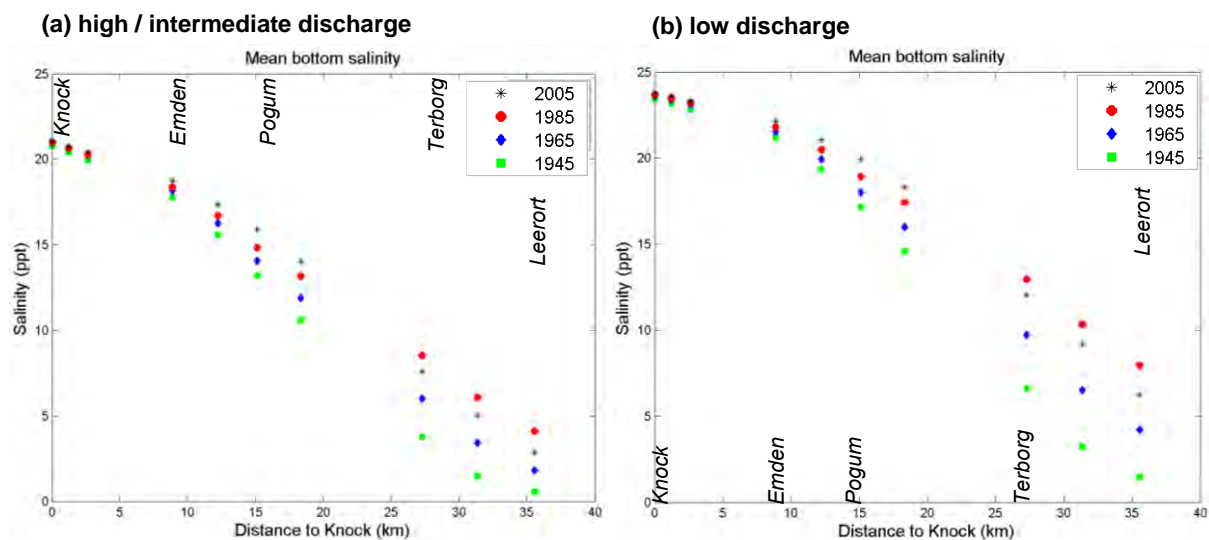 (a) high / intermediate discharge
Mean bottom salinity
25
20
15
10
5
0
Salinity (ppt)
Knock
Emden
Pogum
Terborg
Leerort
2005
1985
1965
1945
0 5 10 15 20 25 30 35 40
Distance to Knock (km)
(b) low discharge
Mean bottom salinity
25
20
15
10
5
0
Salinity (ppt)
2005
1985
1965
1945
Leerort
Knock
Emden
Pogum
Terborg
0 5 10 15 20 25 30 35 40
Distance to Knock (km)